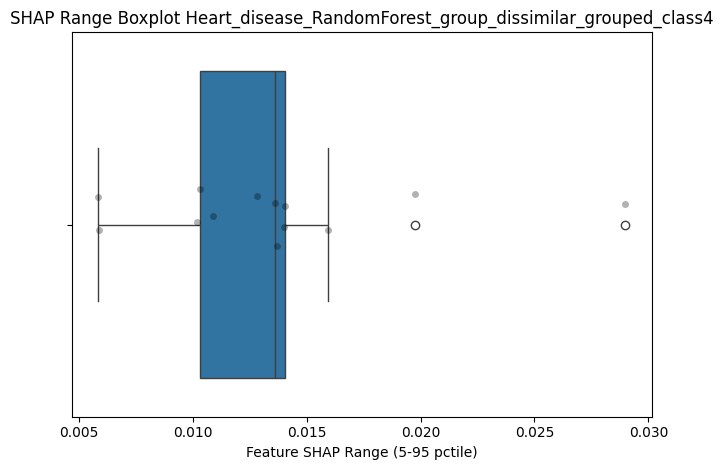 SHAP Range Boxplot Heart_disease_RandomForest_group_dissimilar_grouped_class4
0.005 0.010 0.015 0.020 0.025 0.030
Feature SHAP Range (5-95 pctile)